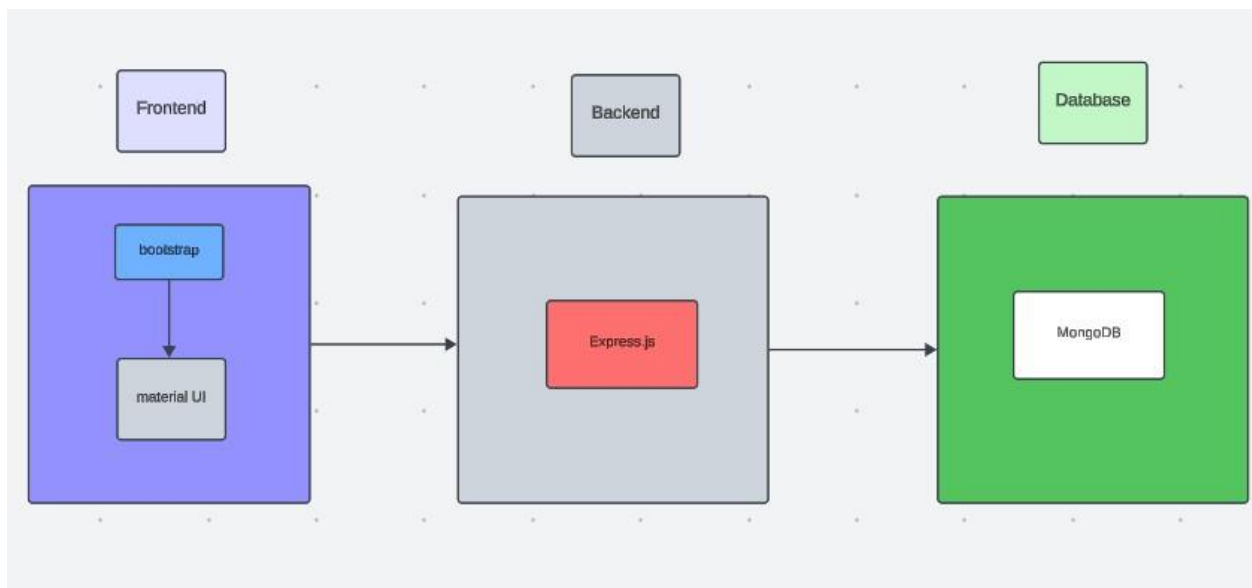 Frontend
Backend
Database
bootstrap
material UI
Express.js
MongoDB